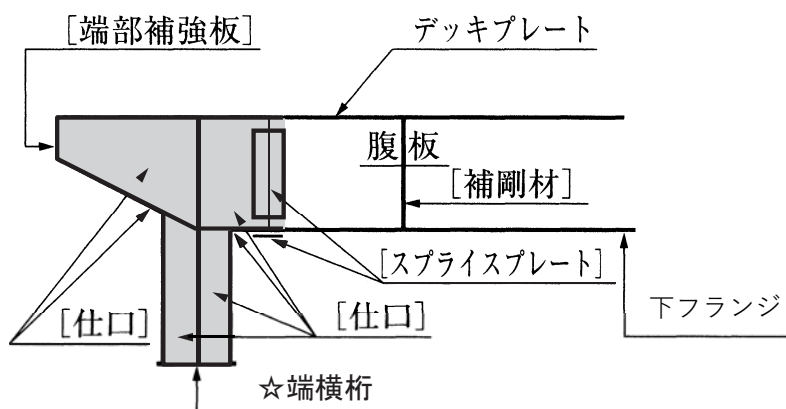 [端部補強板]
デッキプレート
腹板
[補剛材]
[スプライスプレート]
[仕口]
[仕口]
下フランジ
☆端横桁